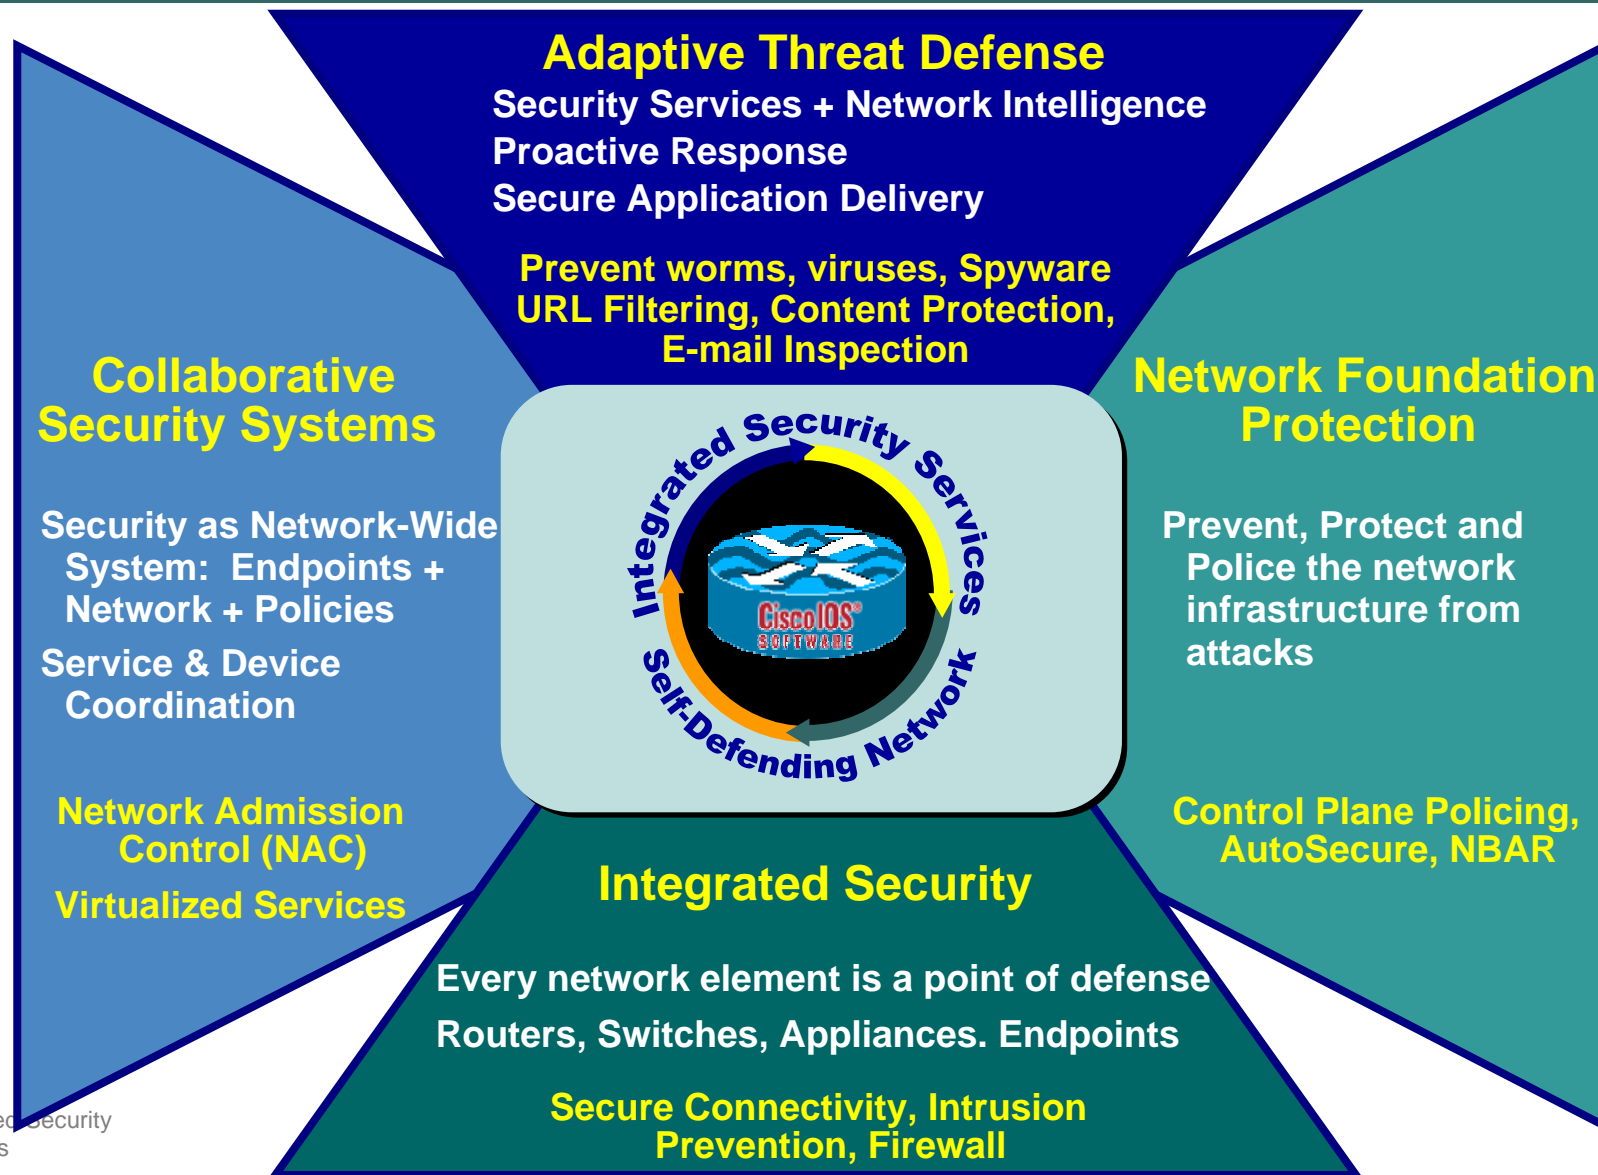 Adaptive Threat Defense
Security Services + Network Intelligence
Proactive Response
Secure Application Delivery
Prevent worms, viruses, Spyware
URL Filtering, Content Protection,
E-mail Inspection
Collaborative
Security Systems
Security as Network-Wide
System: Endpoints +
Network + Policies
Service & Device
Coordination
Network Admission
Control (NAC)
Virtualized Services
Integrated Security Services
Cisco IOS®
SOFTWARE
Self-Defending Network
Network Foundation
Protection
Prevent, Protect and
Police the network
infrastructure from
attacks
Control Plane Policing,
AutoSecure, NBAR
Integrated Security
Every network element is a point of defense
Routers, Switches, Appliances. Endpoints
Secure Connectivity, Intrusion
Prevention, Firewall
Security